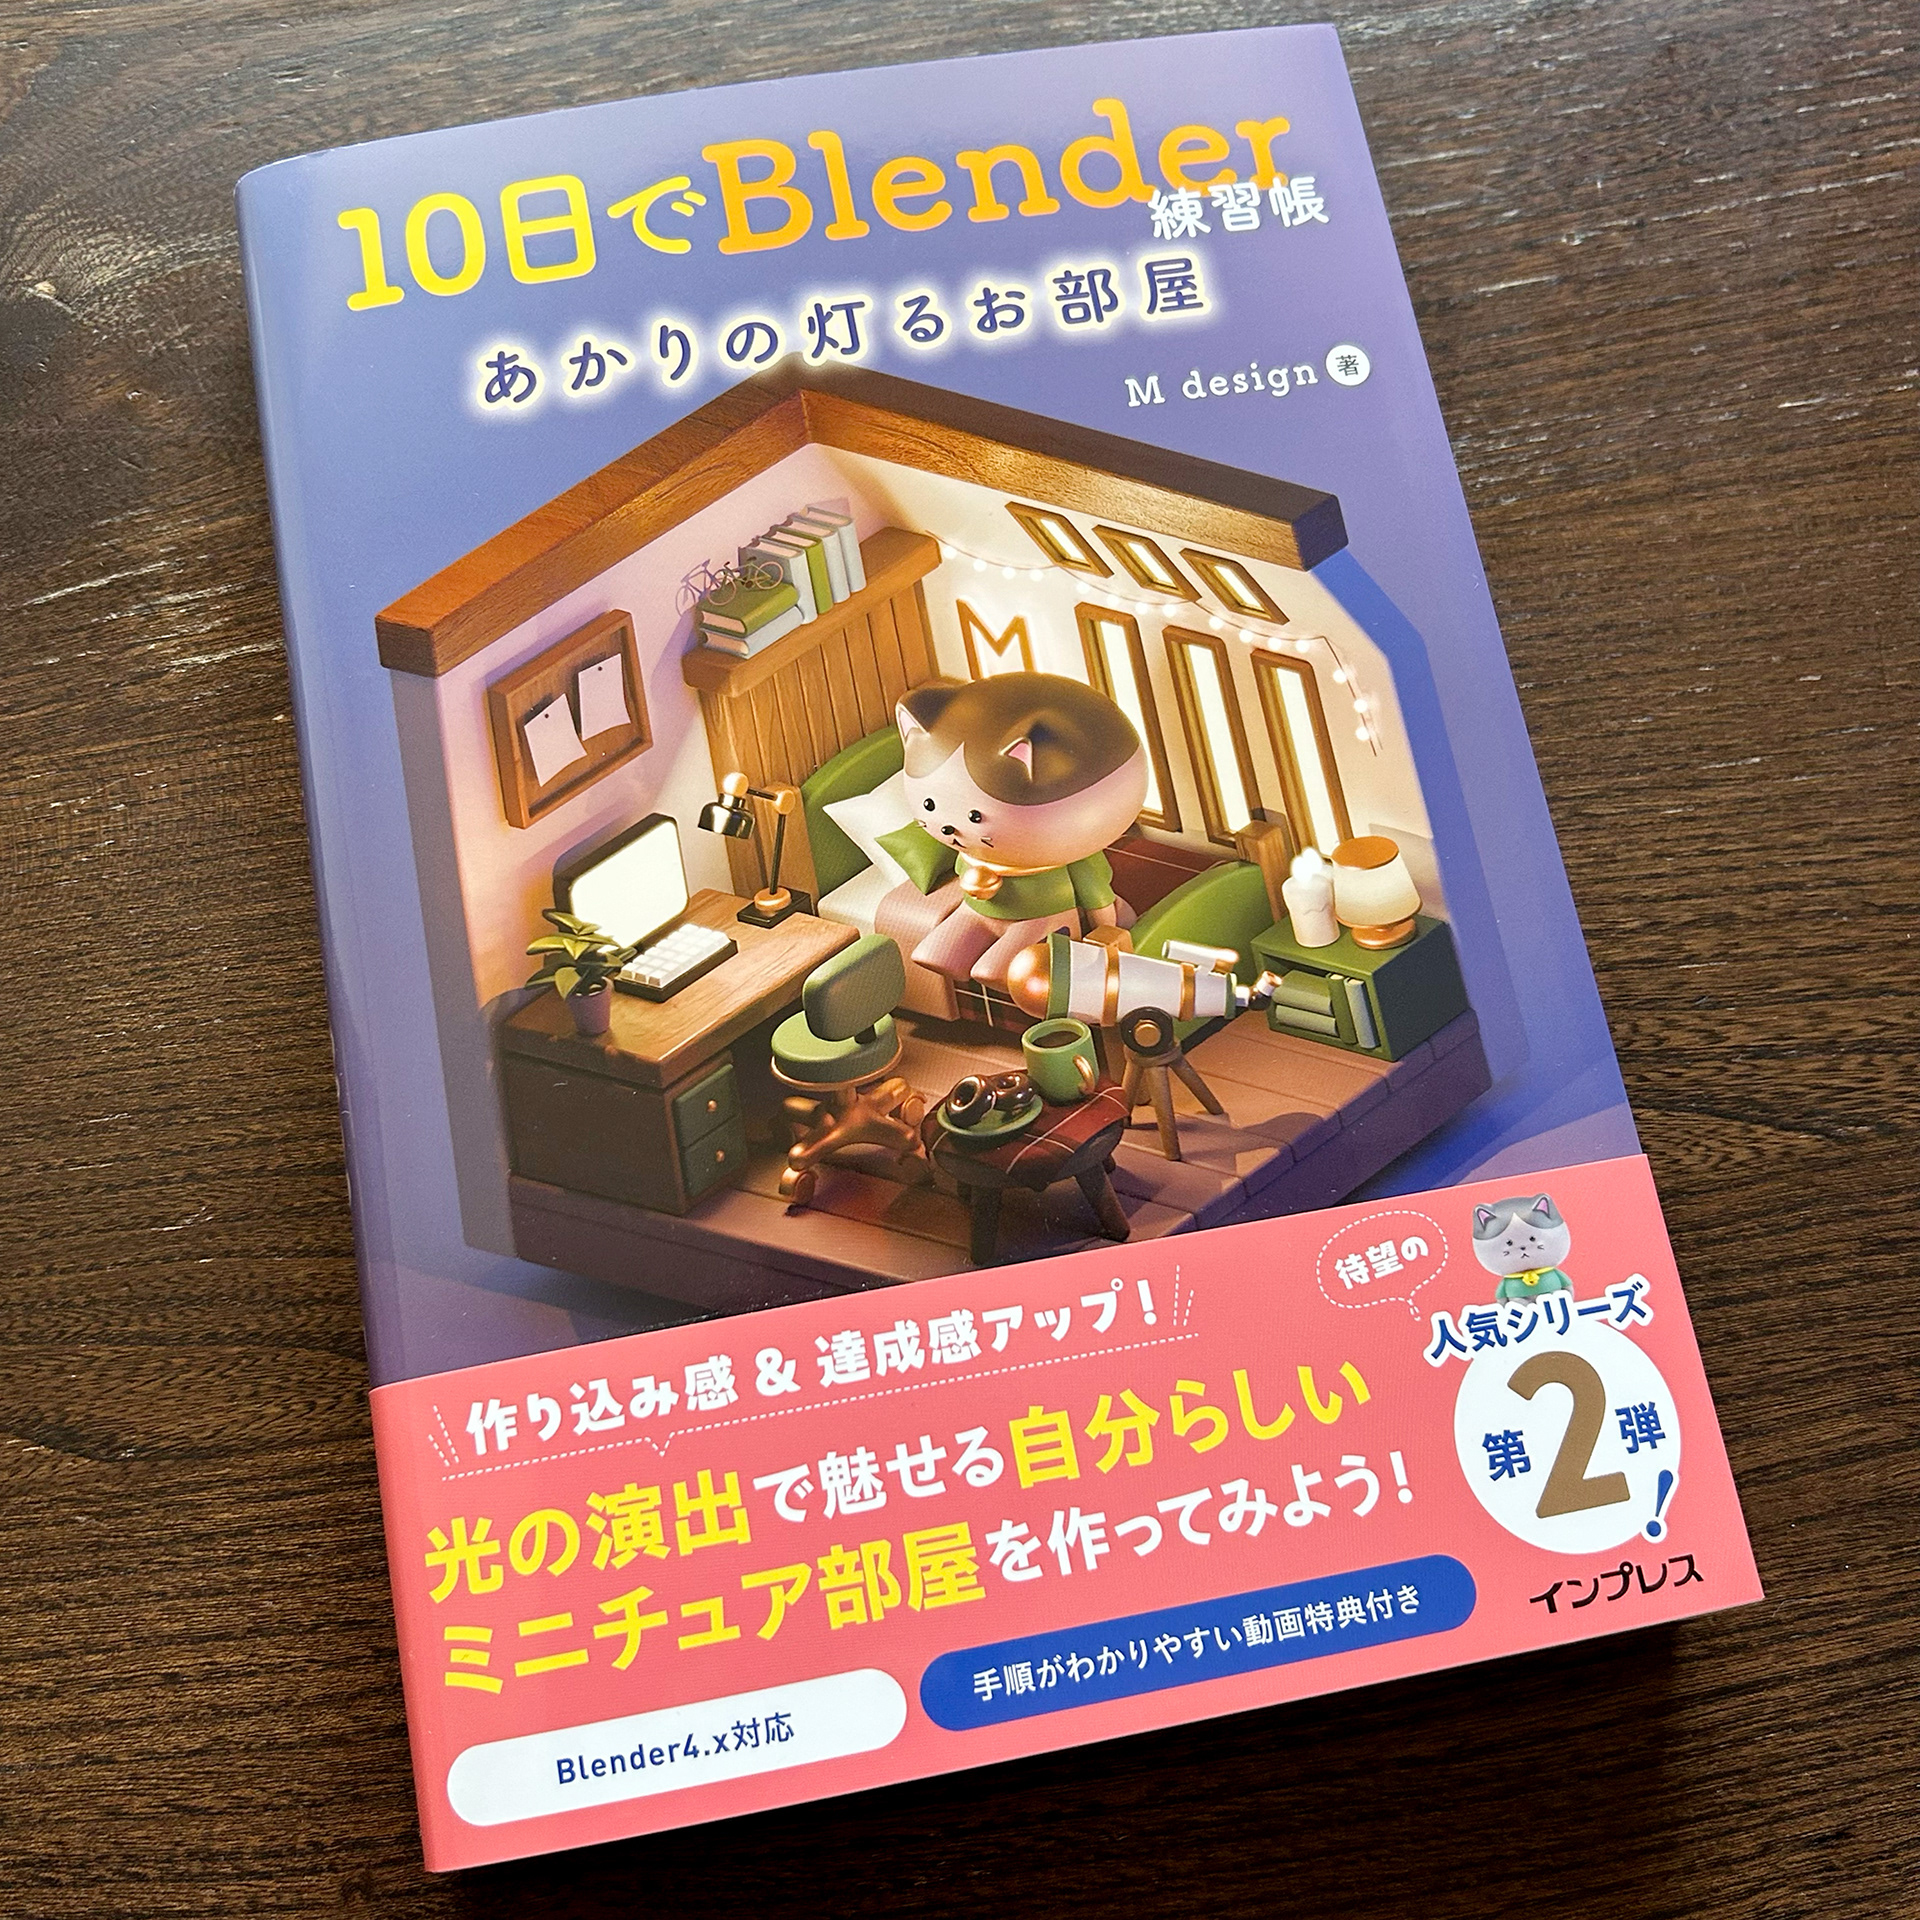 10日でBlender
練習帳
あかりの灯るお部屋
M design 著
M
作り込み感 & 達成感アップ!
光の演出で魅せる自分らしい
ミニチュア部屋を作ってみよう!
待望の
人気シリーズ
第2弾!
Blender4.x対応
手順がわかりやすい動画特典付き
インプレス